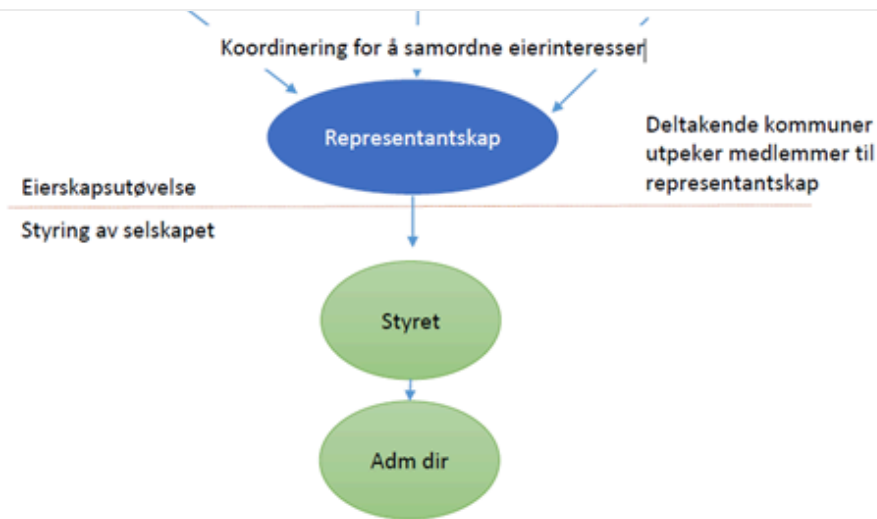 Koordinering for å samordne eierinteresser
Representantskap
Deltakende kommuner
utpeker medlemmer til
representantskap
Eierskapsutøvelse
Styring av selskapet
Styret
Adm dir